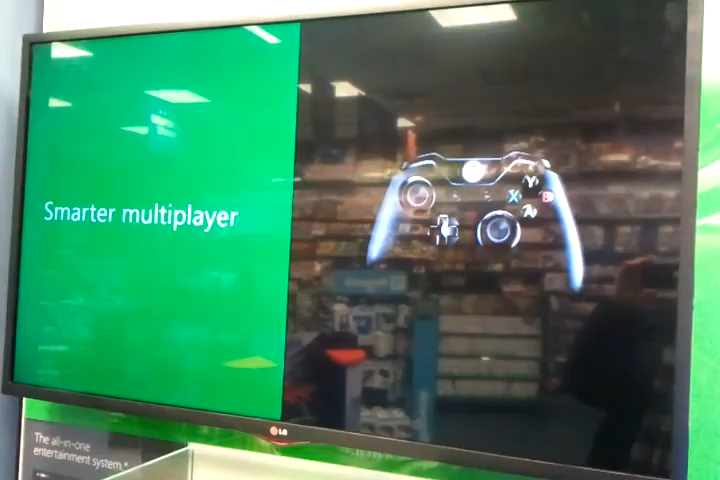 Smarter multiplayer
Y
X
B
A
LG
The all-in-one
entertainment system.*